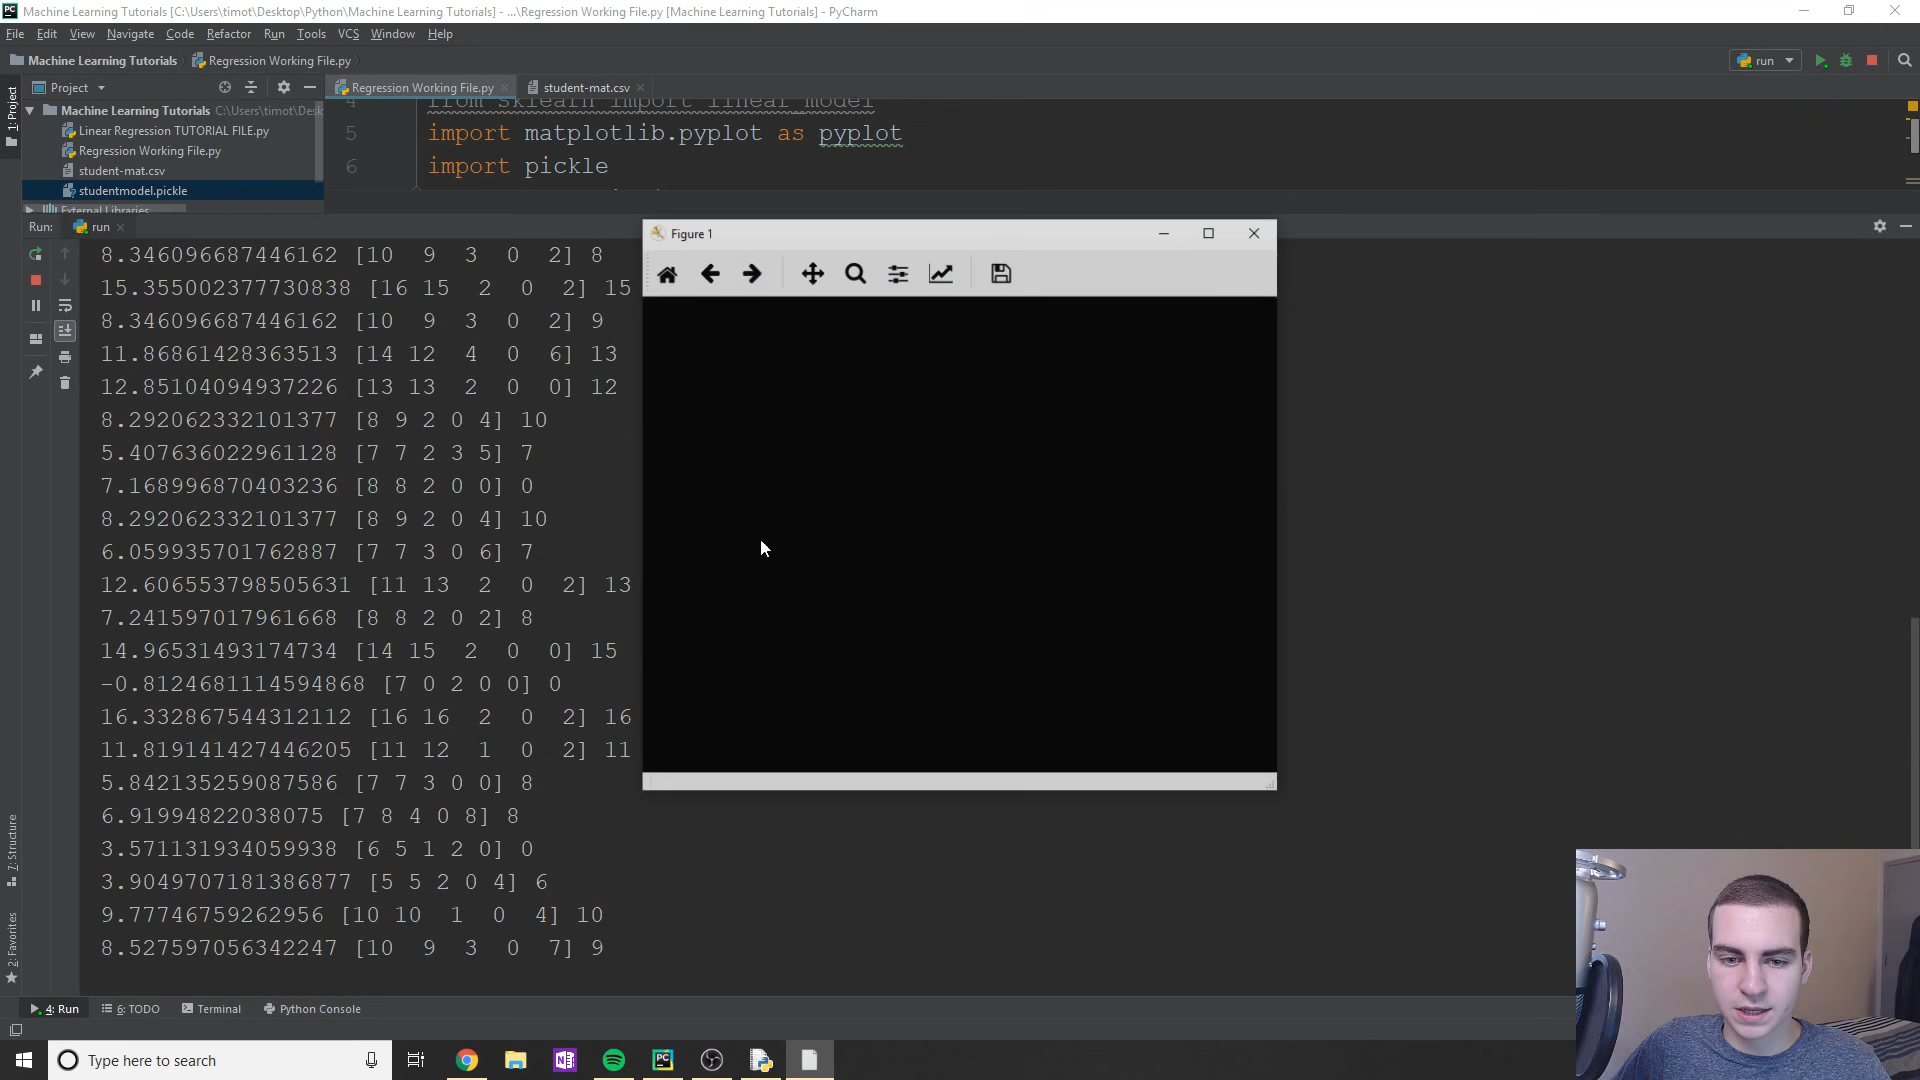 Machine Learning Tutorials [C:\Users\timot\Desktop\Python\Machine Learning Tutorials] - ...\Regression Working File.py [Machine Learning Tutorials] - PyCharm
File Edit View Navigate Code Refactor Run Tools VCS Window Help
Machine Learning Tutorials Regression Working File.py run
1: Project
Project Regression Working File.py student-mat.csv
Machine Learning Tutorials C:\Users\timot\Desk
Linear Regression TUTORIAL FILE.py
Regression Working File.py
student-mat.csv
studentmodel.pickle
External Libraries
4 from sklearn import linear_model
5 import matplotlib.pyplot as pyplot
6 import pickle
Run: run
8.346096687446162 [10 9 3 0 2] 8
15.355002377730838 [16 15 2 0 2] 15
8.346096687446162 [10 9 3 0 2] 9
11.86861428363513 [14 12 4 0 6] 13
12.85104094937226 [13 13 2 0 0] 12
8.292062332101377 [8 9 2 0 4] 10
5.407636022961128 [7 7 2 3 5] 7
7.168996870403236 [8 8 2 0 0] 0
8.292062332101377 [8 9 2 0 4] 10
6.059935701762887 [7 7 3 0 6] 7
12.606553798505631 [11 13 2 0 2] 13
7.241597017961668 [8 8 2 0 2] 8
14.96531493174734 [14 15 2 0 0] 15
-0.8124681114594868 [7 0 2 0 0] 0
16.332867544312112 [16 16 2 0 2] 16
11.819141427446205 [11 12 1 0 2] 11
5.842135259087586 [7 7 3 0 0] 8
6.91994822038075 [7 8 4 0 8] 8
3.571131934059938 [6 5 1 2 0] 0
3.9049707181386877 [5 5 2 0 4] 6
9.77746759262956 [10 10 1 0 4] 10
8.527597056342247 [10 9 3 0 7] 9
Figure 1
7: Structure
2: Favorites
4: Run 6: TODO Terminal Python Console
Type here to search